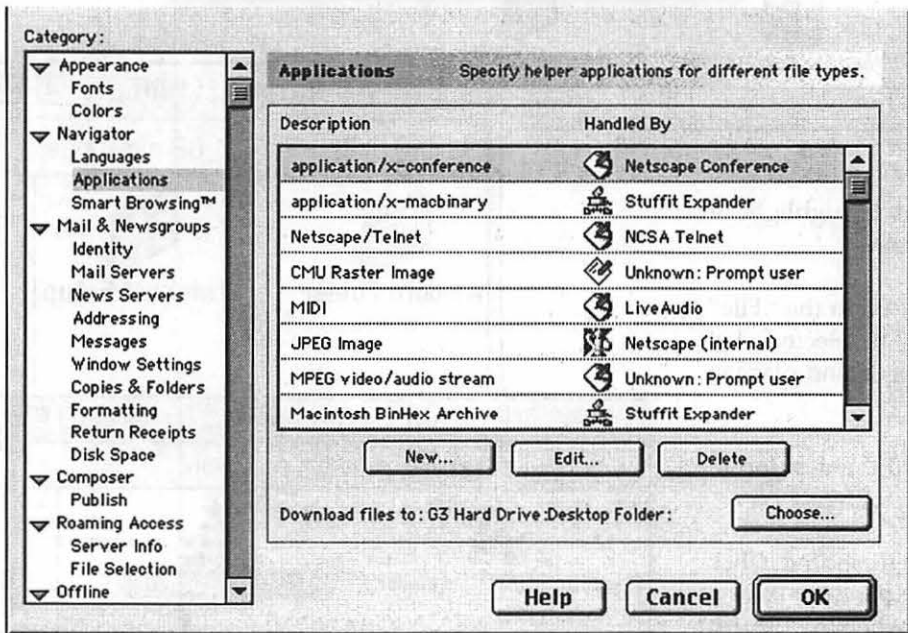 Category:
Appearance
Fonts
Colors
Navigator
Languages
Applications
Smart Browsing™
Mail & Newsgroups
Identity
Mail Servers
News Servers
Addressing
Messages
Window Settings
Copies & Folders
Formatting
Return Receipts
Disk Space
Composer
Publish
Roaming Access
Server Info
File Selection
Offline
Applications Specify helper applications for different file types.
Description Handled By
application/x-conference Netscape Conference
application/x-macbinary Stuffit Expander
Netscape/Telnet NCSA Telnet
CMU Raster Image Unknown: Prompt user
MIDI LiveAudio
JPEG Image Netscape (internal)
MPEG video/audio stream Unknown: Prompt user
Macintosh BinHex Archive Stuffit Expander
New... Edit... Delete
Download files to: G3 Hard Drive:Desktop Folder: Choose...
Help Cancel OK